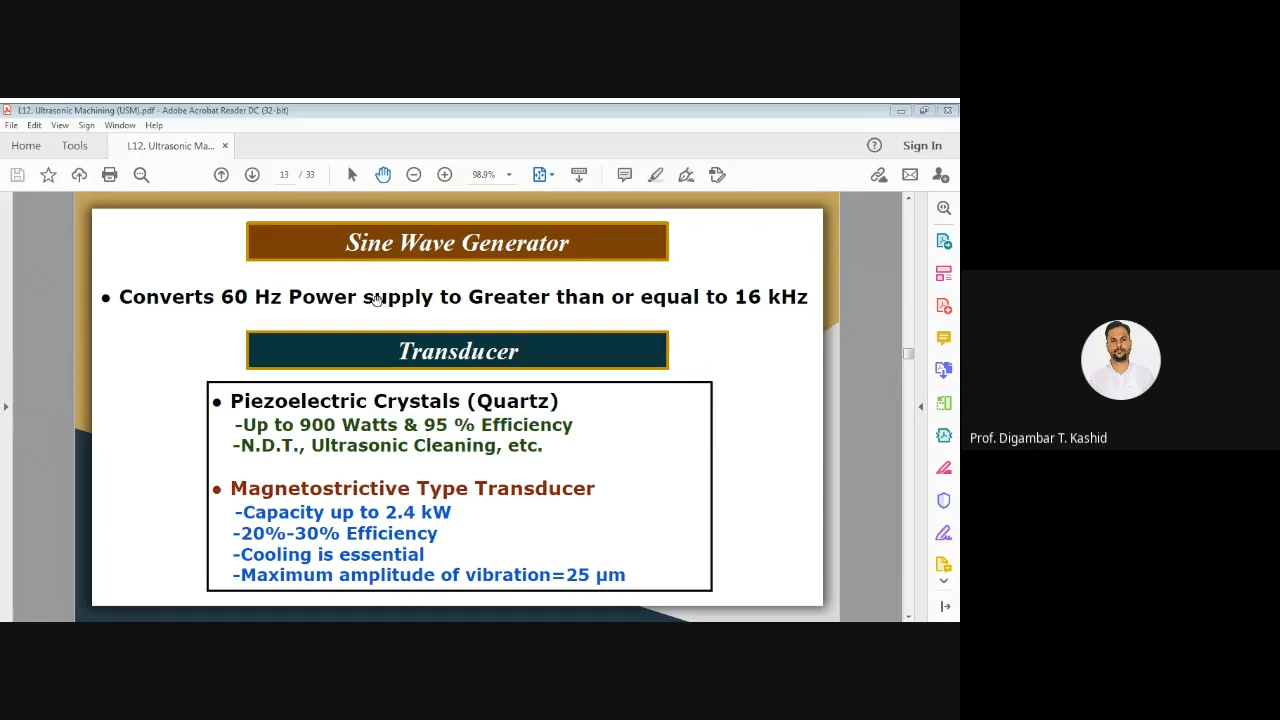 L12. Ultrasonic Machining (USM).pdf - Adobe Acrobat Reader DC (32-bit)
File Edit View Sign Window Help
Home Tools L12. Ultrasonic Ma... × Sign In
13 / 33 98.9%
Sine Wave Generator
• Converts 60 Hz Power supply to Greater than or equal to 16 kHz
Transducer
• Piezoelectric Crystals (Quartz)
-Up to 900 Watts & 95 % Efficiency
-N.D.T., Ultrasonic Cleaning, etc.
• Magnetostrictive Type Transducer
-Capacity up to 2.4 kW
-20%-30% Efficiency
-Cooling is essential
-Maximum amplitude of vibration=25 μm
Prof. Digambar T. Kashid